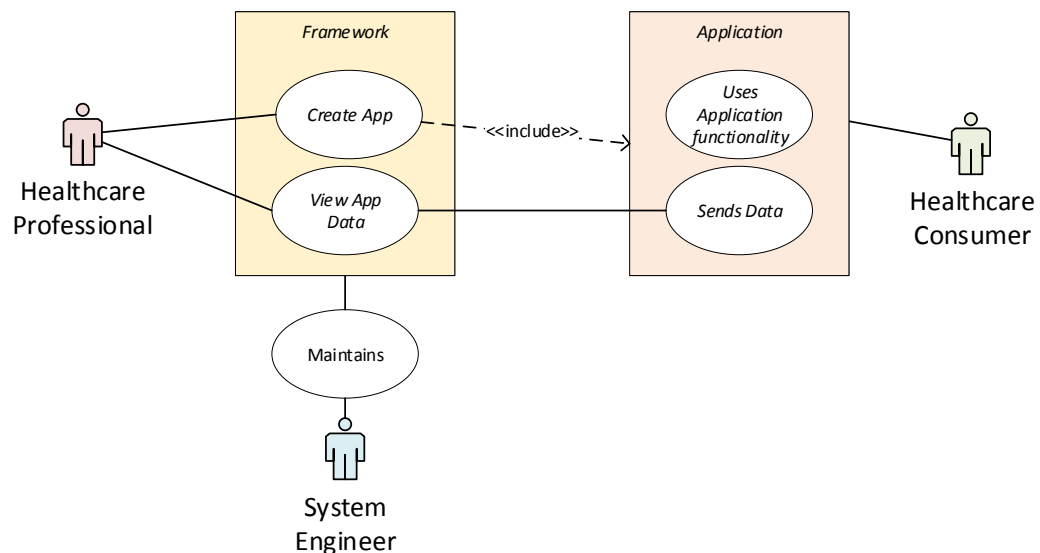 Framework
Application
Create App
Uses
Application
functionality
<<include>>
Healthcare
Professional
View App
Data
Sends Data
Healthcare
Consumer
Maintains
System
Engineer